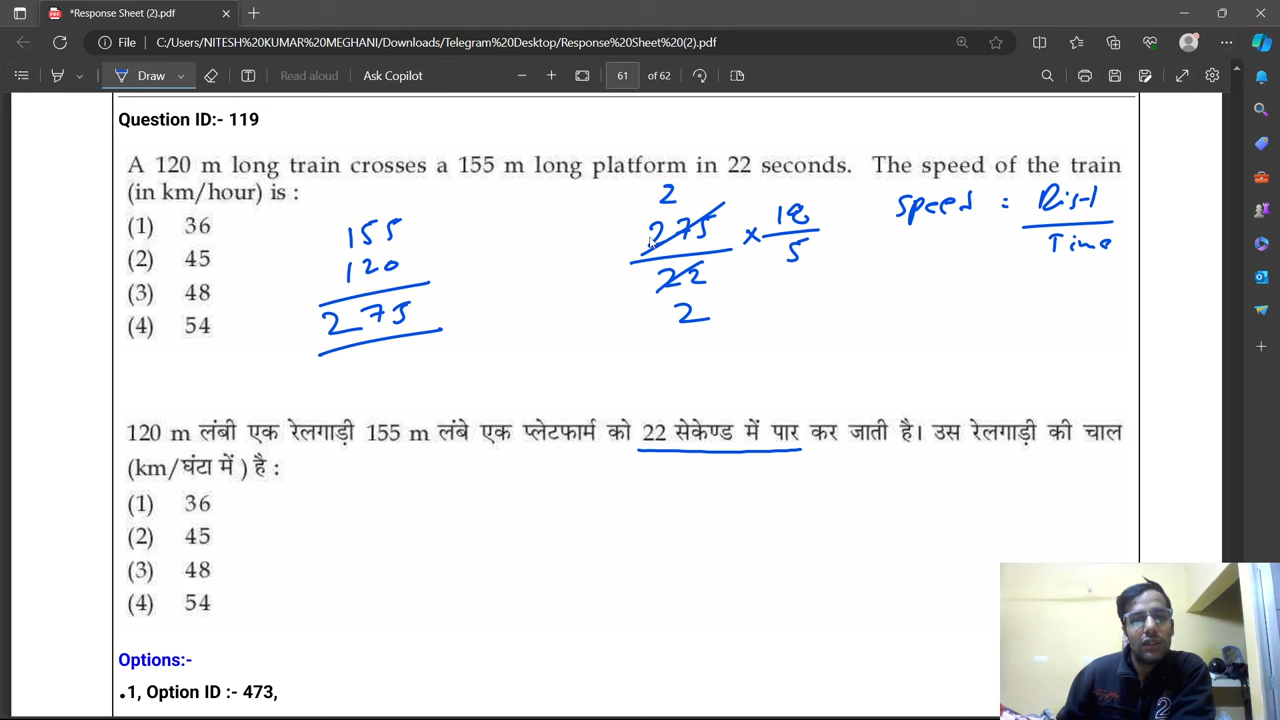 *Response Sheet (2).pdf
File
C:/Users/NITESH%20KUMAR%20MEGHANI/Downloads/Telegram%20Desktop/Response%20Sheet%20(2).pdf
Draw
Read aloud
Ask Copilot
61 of 62
Question ID:- 119
A 120 m long train crosses a 155 m long platform in 22 seconds. The speed of the train
(in km/hour) is :
(1) 36
(2) 45
(3) 48
(4) 54
155
120
275
2
275
22
2
× 18
5
Speed = Dist
Time
120 m लंबी एक रेलगाड़ी 155 m लंबे एक प्लेटफार्म को 22 सेकेण्ड में पार कर जाती है। उस रेलगाड़ी की चाल
(km/घंटा में ) है :
(1) 36
(2) 45
(3) 48
(4) 54
Options:-
.1, Option ID :- 473,
2